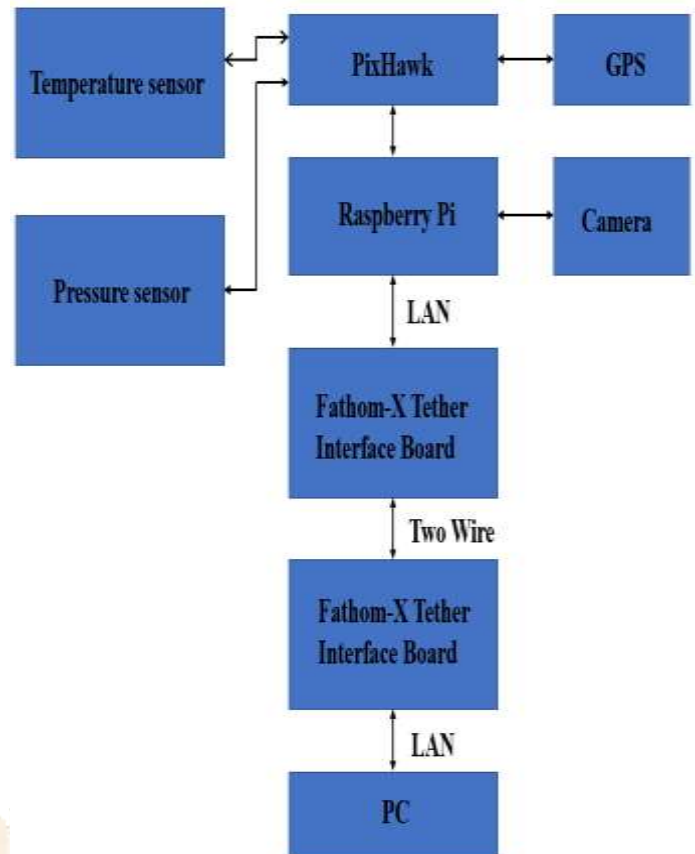 Temperature sensor
PixHawk
GPS
Pressure sensor
Raspberry Pi
Camera
LAN
Fathom-X Tether
Interface Board
Two Wire
Fathom-X Tether
Interface Board
LAN
PC